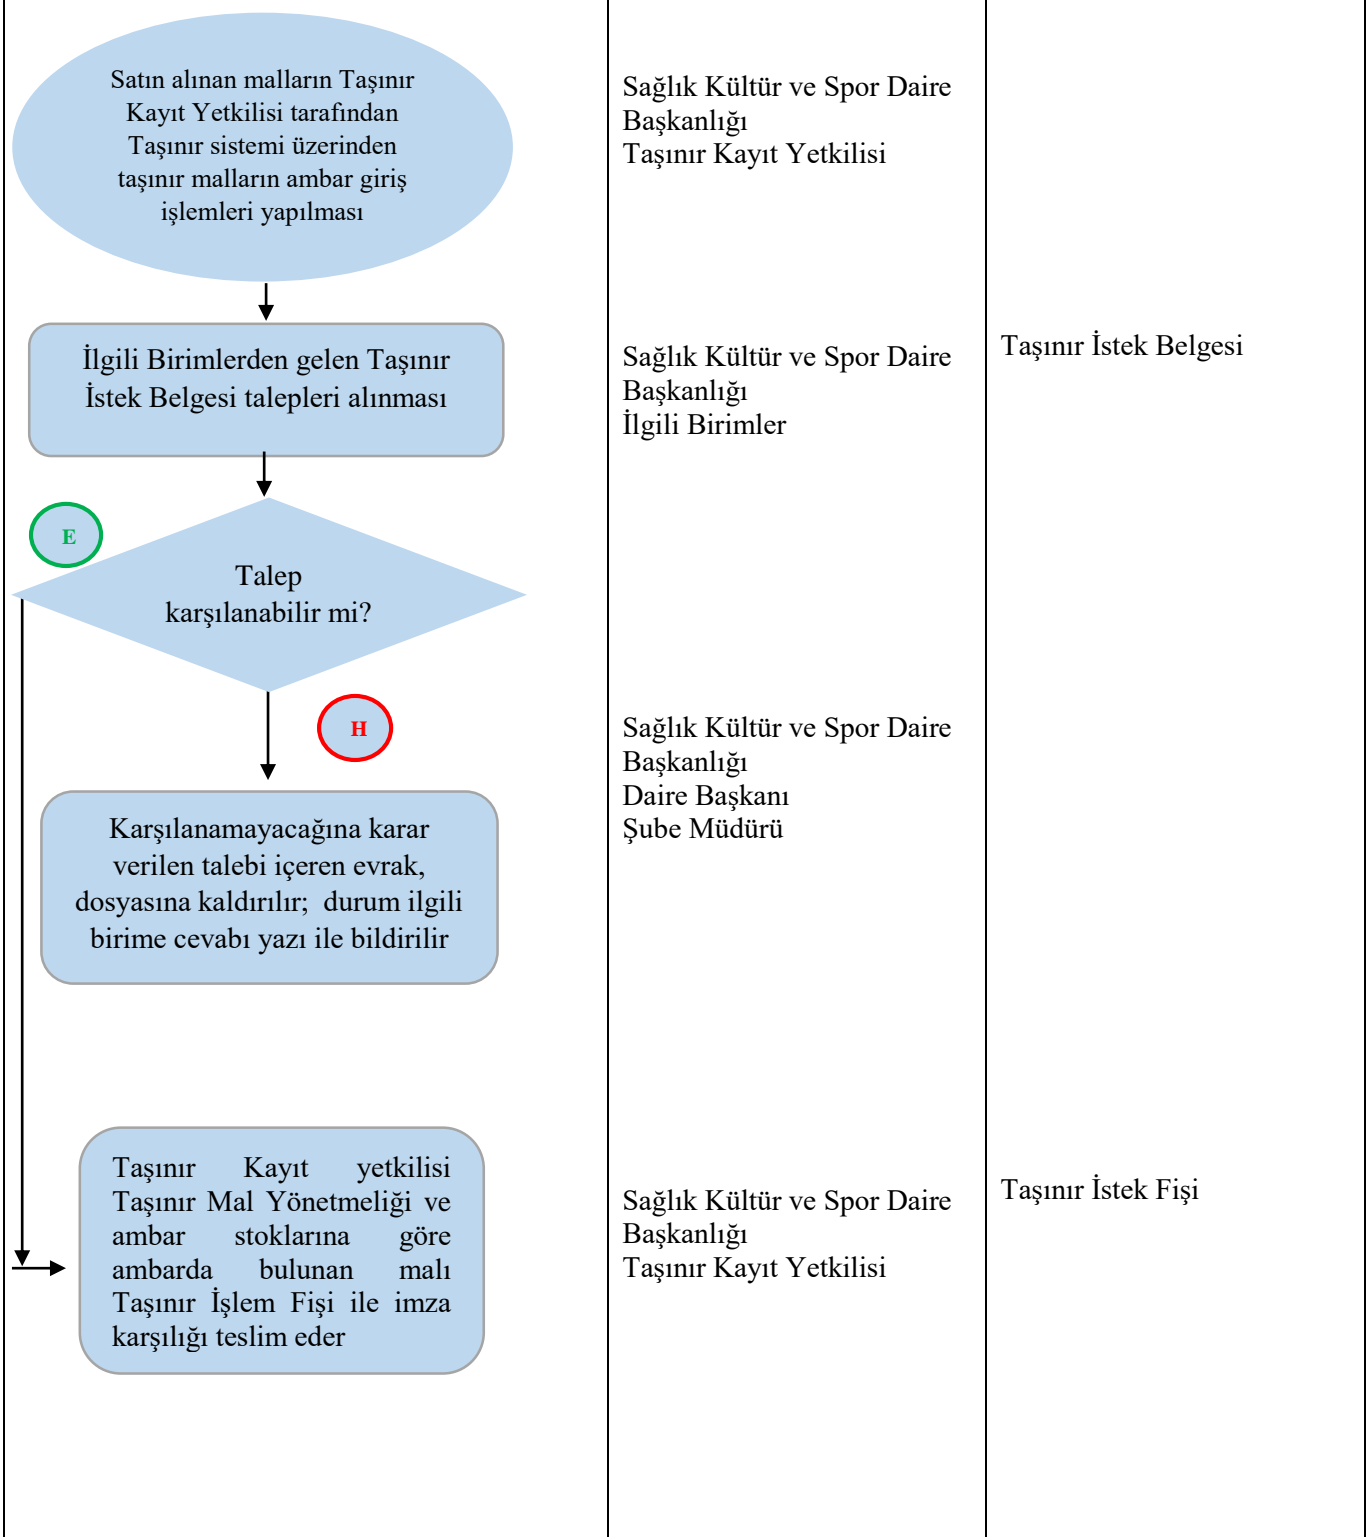 Satın alınan malların Taşınır
Kayıt Yetkilisi tarafından
Taşınır sistemi üzerinden
taşınır malların ambar giriş
işlemleri yapılması
Sağlık Kültür ve Spor Daire
Başkanlığı
Taşınır Kayıt Yetkilisi
İlgili Birimlerden gelen Taşınır
İstek Belgesi talepleri alınması
Sağlık Kültür ve Spor Daire
Başkanlığı
İlgili Birimler
Taşınır İstek Belgesi
E
Talep
karşılanabilir mi?
H
Sağlık Kültür ve Spor Daire
Başkanlığı
Daire Başkanı
Şube Müdürü
Karşılanamayacağına karar
verilen talebi içeren evrak,
dosyasına kaldırılır;  durum ilgili
birime cevabı yazı ile bildirilir
Taşınır Kayıt yetkilisi
Taşınır Mal Yönetmeliği ve
ambar stoklarına göre
ambarda bulunan malı
Taşınır İşlem Fişi ile imza
karşılığı teslim eder
Sağlık Kültür ve Spor Daire
Başkanlığı
Taşınır Kayıt Yetkilisi
Taşınır İstek Fişi